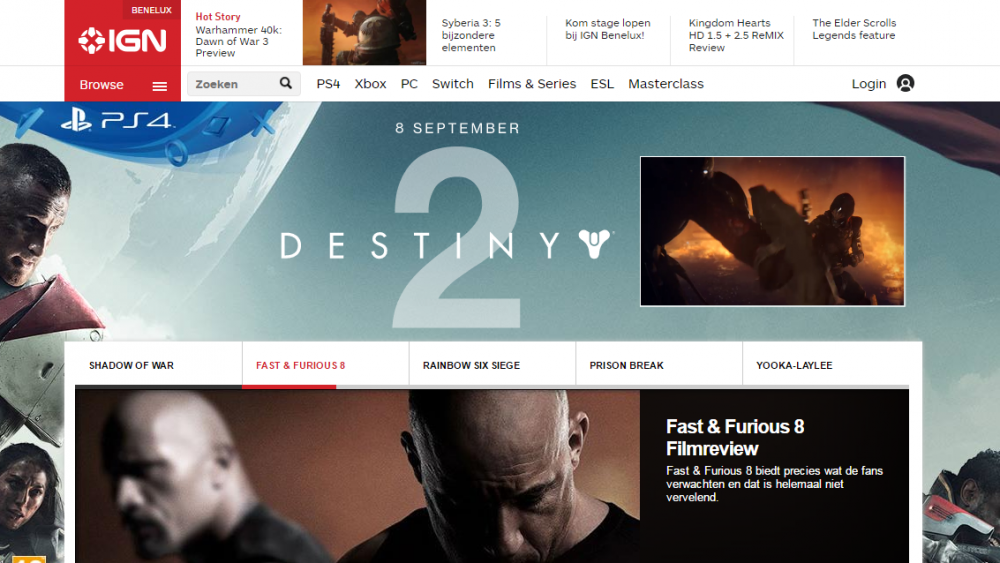 BENELUX
IGN
Hot Story
Warhammer 40k:
Dawn of War 3
Preview
Syberia 3: 5
bijzondere
elementen
Kom stage lopen
bij IGN Benelux!
Kingdom Hearts
HD 1.5 + 2.5 ReMIX
Review
The Elder Scrolls
Legends feature
Browse
Zoeken
PS4 Xbox PC Switch Films & Series ESL Masterclass
Login
PS4
8 SEPTEMBER
DESTINY 2
SHADOW OF WAR
FAST & FURIOUS 8
RAINBOW SIX SIEGE
PRISON BREAK
YOOKA-LAYLEE
Fast & Furious 8
Filmreview
Fast & Furious 8 biedt precies wat de fans
verwachten en dat is helemaal niet
vervelend.